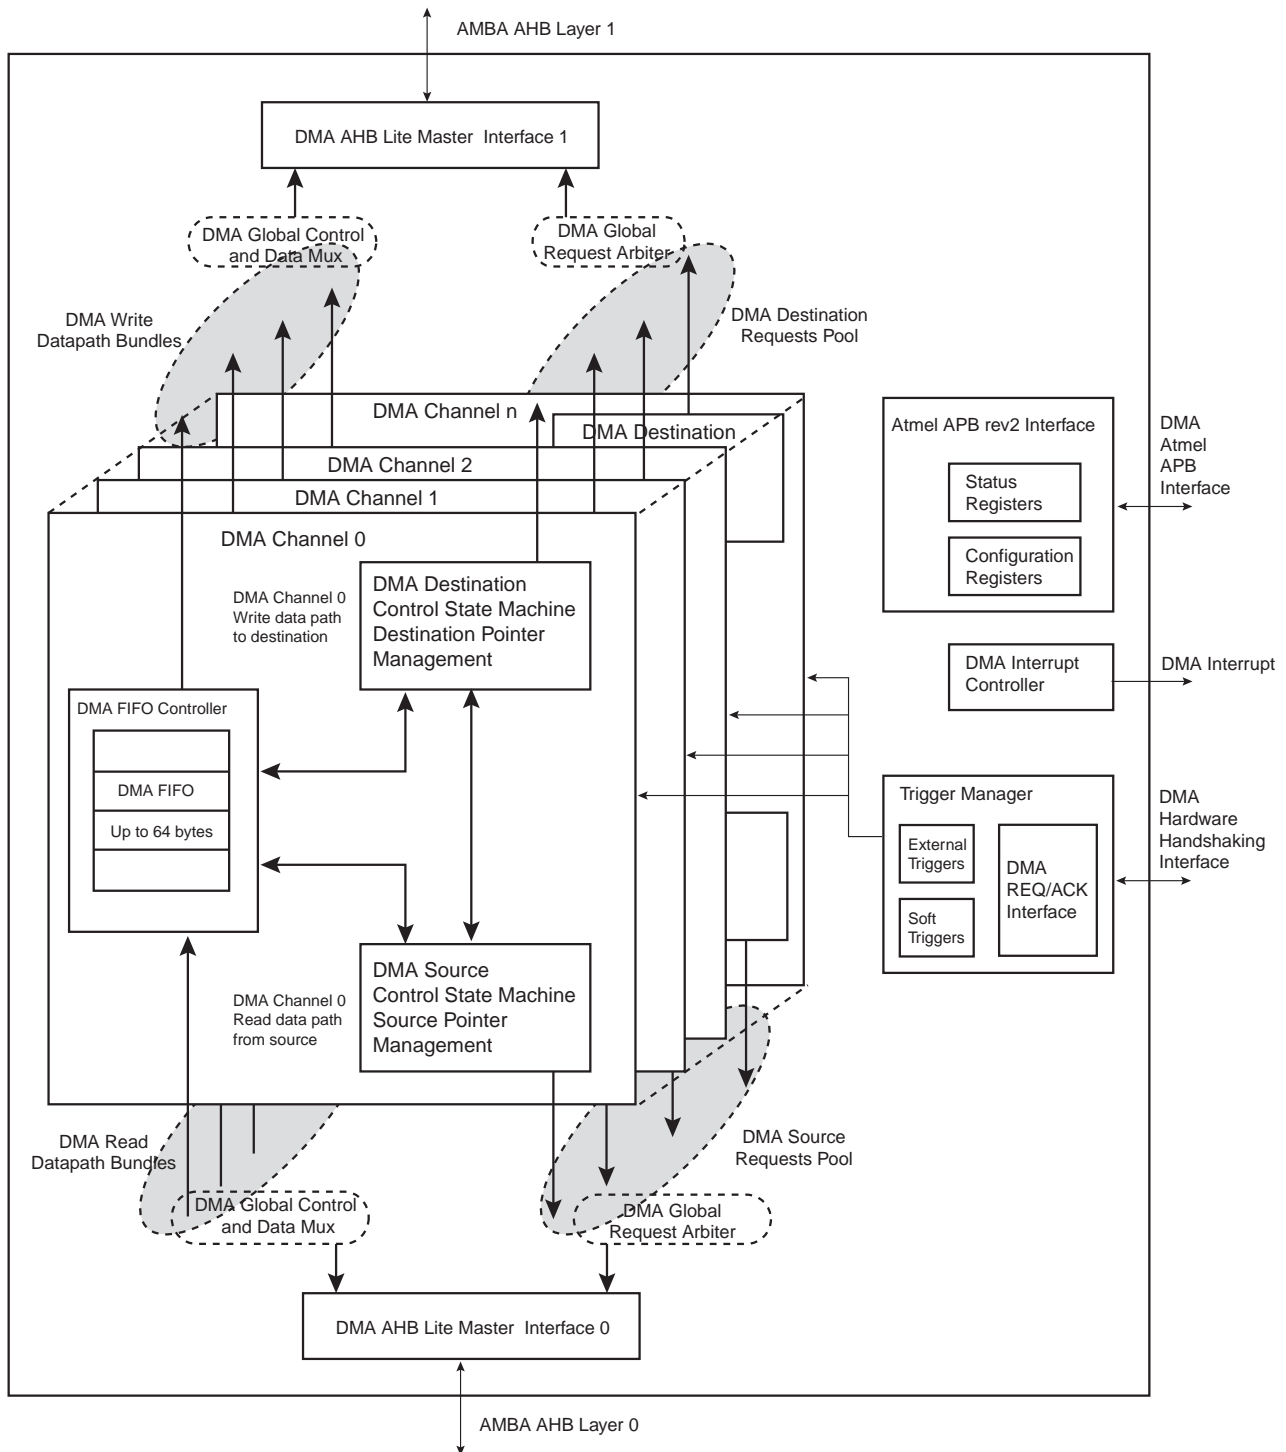 AMBA AHB Layer 1
DMA AHB Lite Master Interface 1
DMA Global Control
and Data Mux
DMA Global
Request Arbiter
DMA Write
Datapath Bundles
DMA Destination
Requests Pool
DMA Channel n
DMA Destination
DMA Channel 2
DMA Channel 1
DMA Channel 0
Atmel APB rev2 Interface
Status
Registers
Configuration
Registers
DMA
Atmel
APB
Interface
DMA Channel 0
Write data path
to destination
DMA Destination
Control State Machine
Destination Pointer
Management
DMA Interrupt
Controller
DMA Interrupt
DMA FIFO Controller
DMA FIFO
Up to 64 bytes
Trigger Manager
External
Triggers
Soft
Triggers
DMA
REQ/ACK
Interface
DMA
Hardware
Handshaking
Interface
DMA Channel 0
Read data path
from source
DMA Source
Control State Machine
Source Pointer
Management
DMA Read
Datapath Bundles
DMA Source
Requests Pool
DMA Global Control
and Data Mux
DMA Global
Request Arbiter
DMA AHB Lite Master Interface 0
AMBA AHB Layer 0